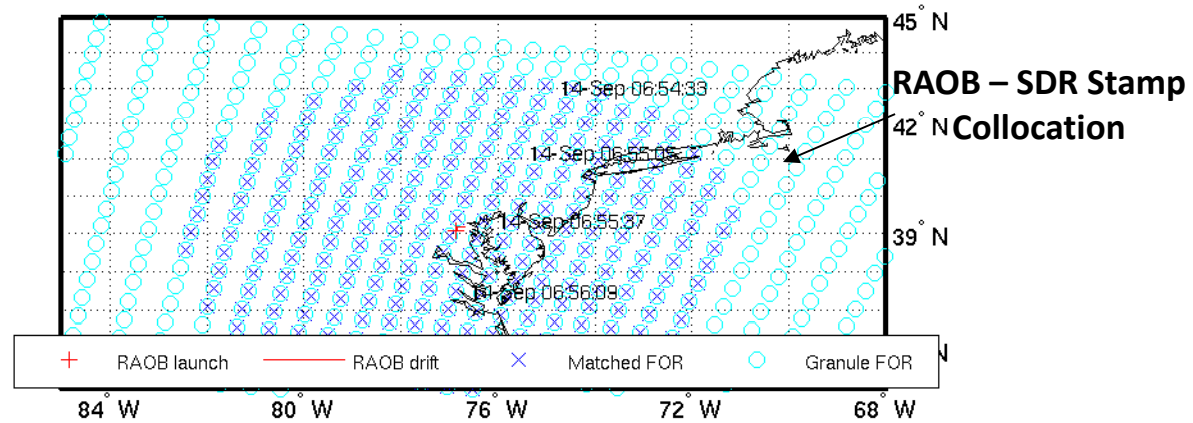 45° N
14-Sep 06:54:33
RAOB – SDR Stamp
Collocation
42° N
14-Sep 06:55:05
14-Sep 06:55:37
39° N
14-Sep 06:56:09
N
RAOB launch
RAOB drift
Matched FOR
Granule FOR
84° W
80° W
76° W
72° W
68° W